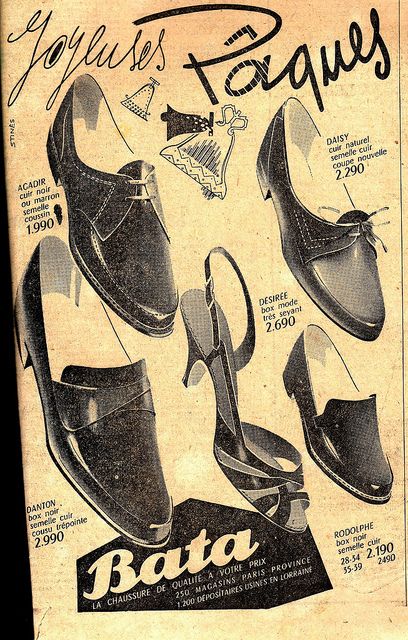 Joyeuses Pâques
STINÈS
AGADIR
cuir noir
ou marron
semelle
coussin
1.990
DAISY
cuir naturel
semelle cuir
coupe nouvelle
2.290
DESIRÉE
box mode
très seyant
2.690
DANTON
box noir
semelle cuir
cousu trépointe
2.990
RODOLPHE
box noir
semelle cuir
28-34 2.190
35-39 2490
Bata
LA CHAUSSURE DE QUALITÉ A VOTRE PRIX
250 MAGASINS PARIS PROVINCE
1.200 DÉPOSITAIRES USINES EN LORRAINE